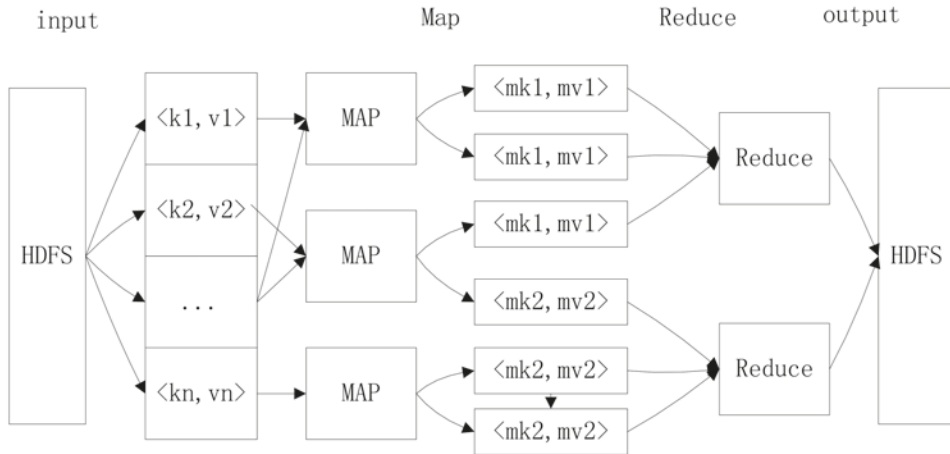 input Map Reduce output
HDFS
<k1,v1>
<k2,v2>
...
<kn,vn>
MAP
MAP
MAP
<mk1,mv1>
<mk1,mv1>
<mk1,mv1>
<mk2,mv2>
<mk2,mv2>
<mk2,mv2>
Reduce
Reduce
HDFS